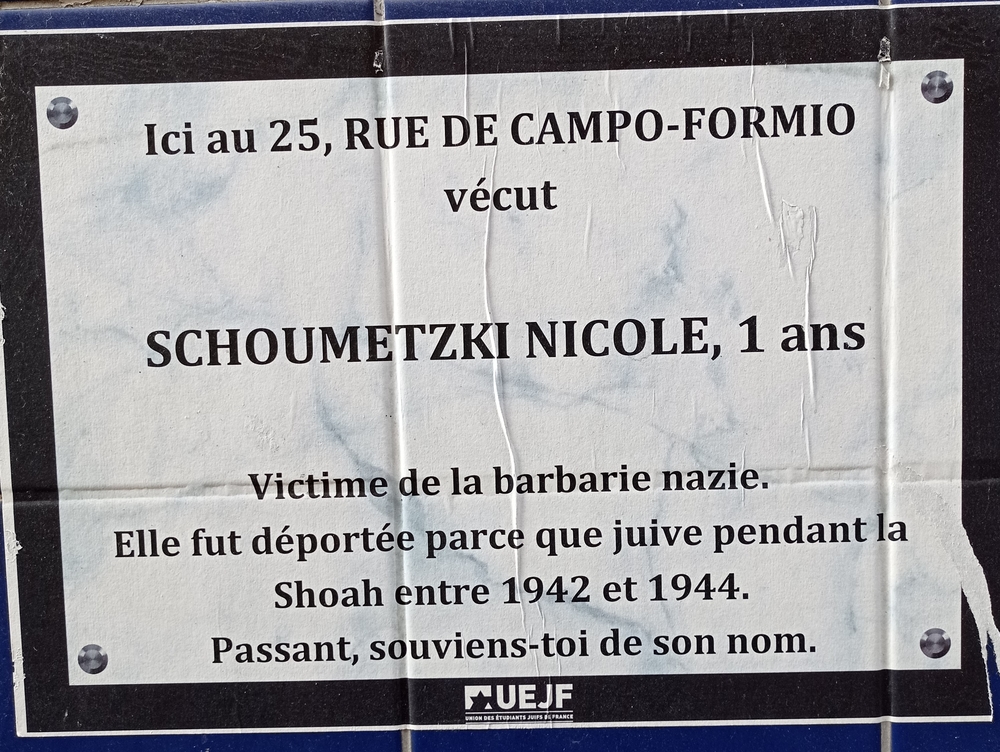 Ici au 25, RUE DE CAMPO-FORMIO
vécut
SCHOUMETZKI NICOLE, 1 ans
Victime de la barbarie nazie.
Elle fut déportée parce que juive pendant la
Shoah entre 1942 et 1944.
Passant, souviens-toi de son nom.
UEJF
UNION DES ÉTUDIANTS JUIFS DE FRANCE